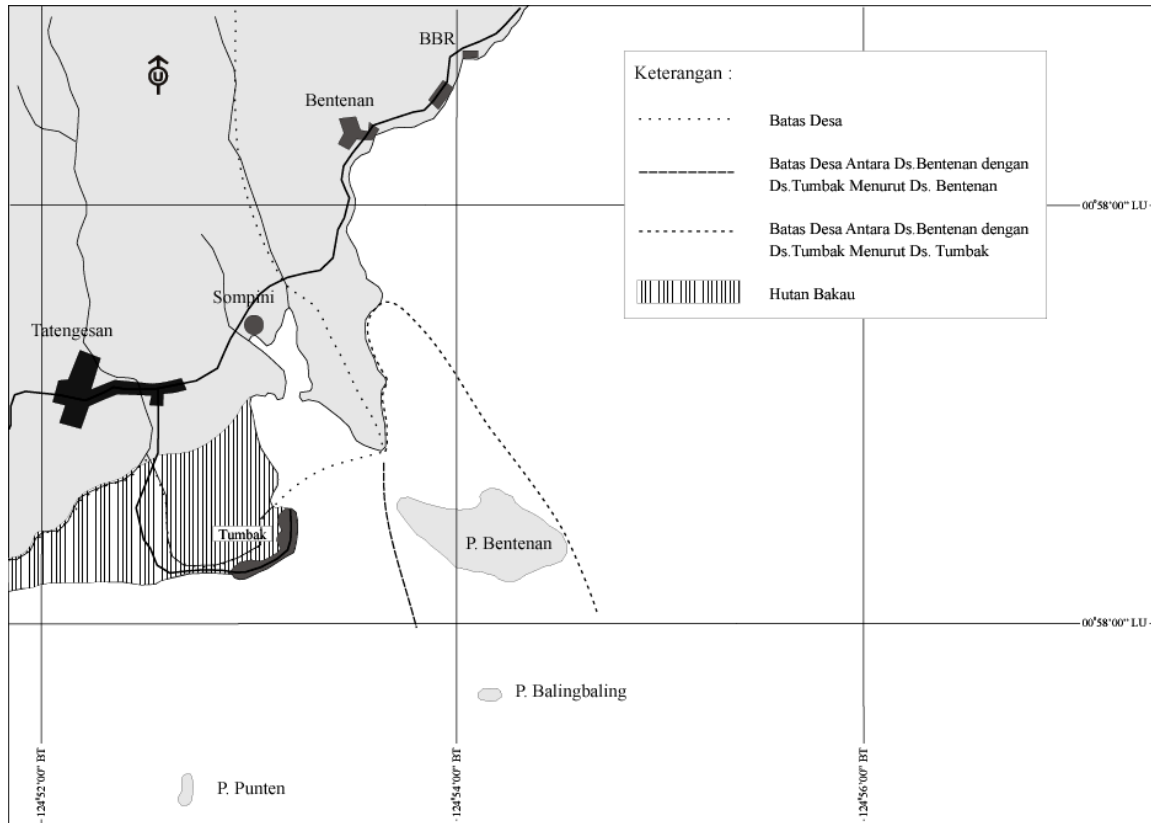 BBR
Bentenan
U
Keterangan :
Batas Desa
Batas Desa Antara Ds.Bentenan dengan
Ds.Tumbak Menurut Ds. Bentenan
Batas Desa Antara Ds.Bentenan dengan
Ds.Tumbak Menurut Ds. Tumbak
Hutan Bakau
00°58'00" LU
Sompini
Tatengesan
Tumbak
P. Bentenan
00°58'00" LU
P. Balingbaling
P. Punten
124°52'00" BT
124°54'00" BT
124°56'00" BT